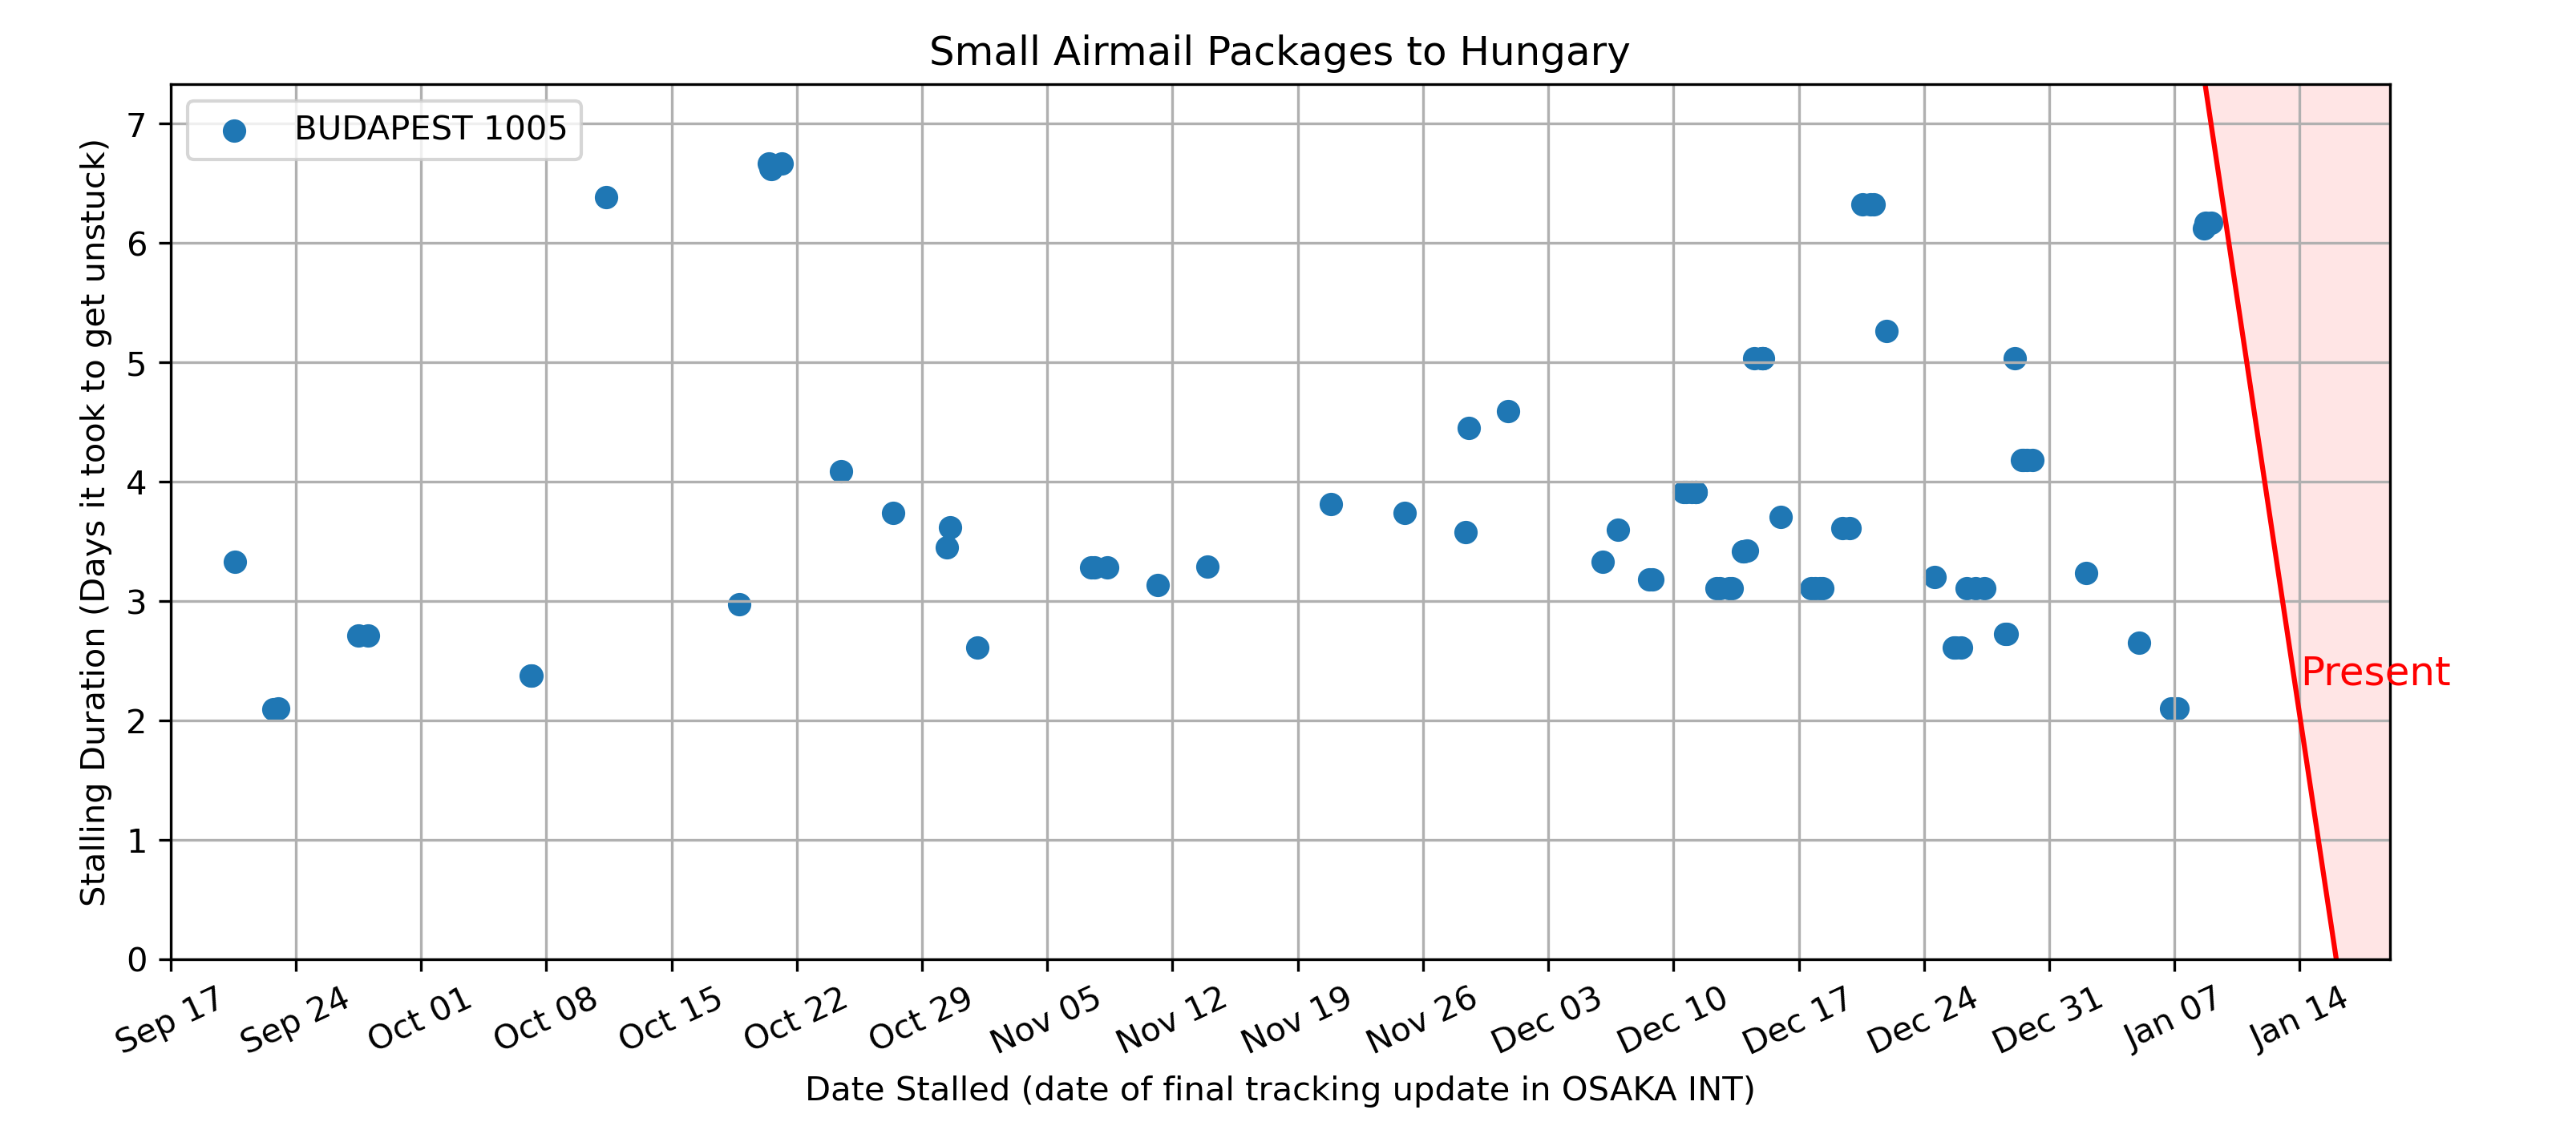 Small Airmail Packages to Hungary
BUDAPEST 1005
Stalling Duration (Days it took to get unstuck)
7
6
5
4
3
2
1
0
Present
Sep 17
Sep 24
Oct 01
Oct 08
Oct 15
Oct 22
Oct 29
Nov 05
Nov 12
Nov 19
Nov 26
Dec 03
Dec 10
Dec 17
Dec 24
Dec 31
Jan 07
Jan 14
Date Stalled (date of final tracking update in OSAKA INT)